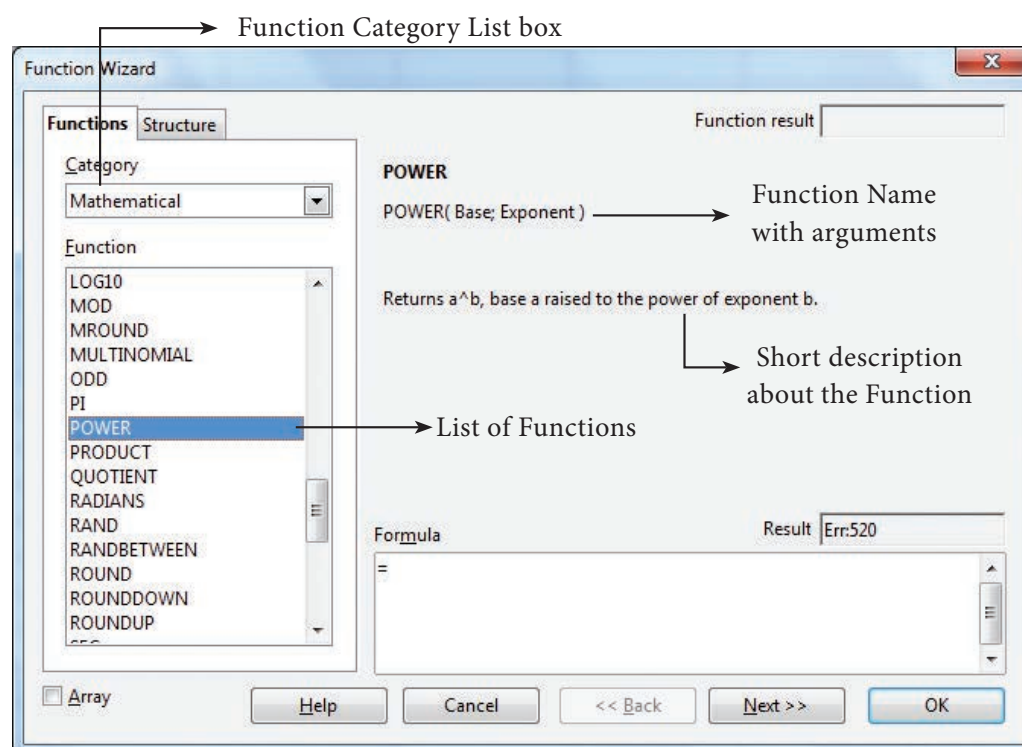 Function Category List box
Function Wizard
X
Functions Structure
Function result
Category
Mathematical
POWER
POWER( Base; Exponent )
Function Name
with arguments
Function
LOG10
MOD
MROUND
MULTINOMIAL
ODD
PI
POWER
PRODUCT
QUOTIENT
RADIANS
RAND
RANDBETWEEN
ROUND
ROUNDDOWN
ROUNDUP
Returns a^b, base a raised to the power of exponent b.
Short description
about the Function
List of Functions
Formula
Result Err:520
=
Array
Help
Cancel
<< Back
Next >>
OK